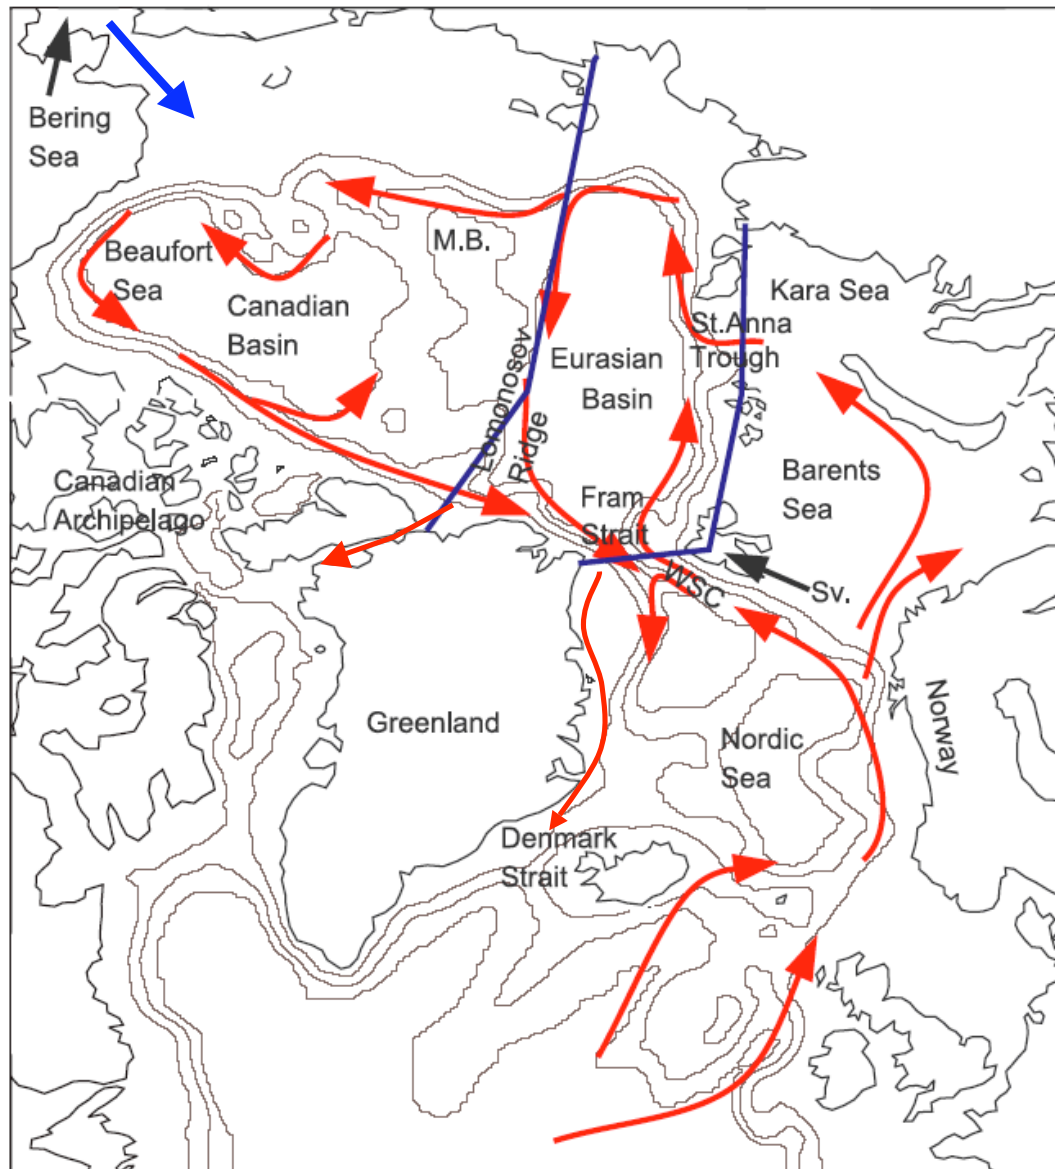 Bering
Sea
Beaufort
Sea
Canadian
Basin
M.B.
Lomonosov
Ridge
Eurasian
Basin
Kara Sea
St.Anna
Trough
Canadian
Archipelago
Fram
Strait
Barents
Sea
WSC
Sv.
Greenland
Nordic
Sea
Norway
Denmark
Strait